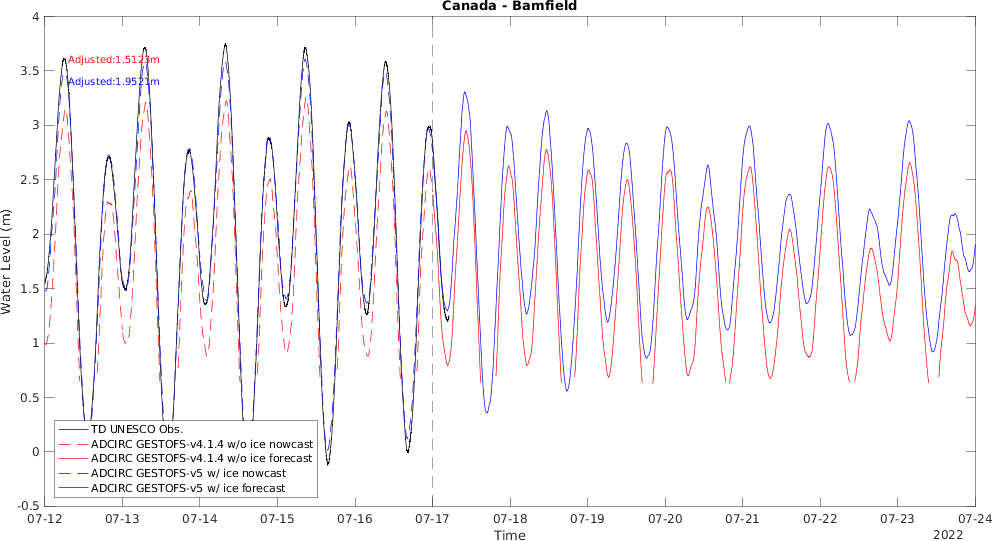 Canada - Bamfield
4
3.5
3
2.5
2
1.5
1
0.5
0
-0.5
Water Level (m)
Adjusted:1.5123m
Adjusted:1.9521m
TD UNESCO Obs.
ADCIRC GESTOFS-v4.1.4 w/o ice nowcast
ADCIRC GESTOFS-v4.1.4 w/o ice forecast
ADCIRC GESTOFS-v5 w/ ice nowcast
ADCIRC GESTOFS-v5 w/ ice forecast
07-12 07-13 07-14 07-15 07-16 07-17 07-18 07-19 07-20 07-21 07-22 07-23 07-24
Time
2022